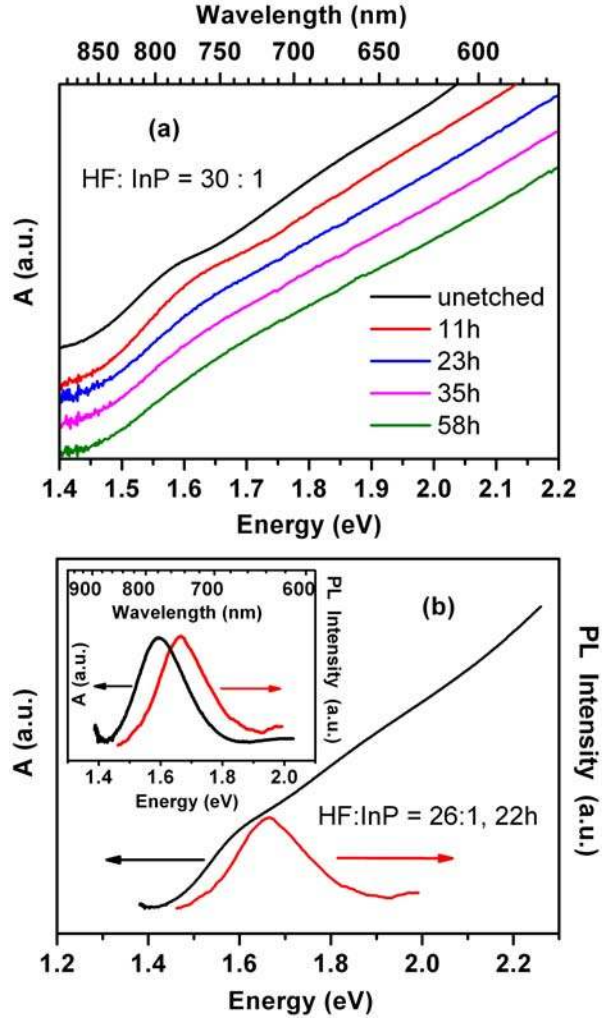 Wavelength (nm)
850 800 750 700 650 600
(a)
HF: InP = 30 : 1
A (a.u.)
unetched
11h
23h
35h
58h
1.4 1.5 1.6 1.7 1.8 1.9 2.0 2.1 2.2
Energy (eV)
(b)
900 800 700 600
Wavelength (nm)
A (a.u.)
PL Intensity (a.u.)
1.4 1.6 1.8 2.0
Energy (eV)
A (a.u.)
PL Intensity (a.u.)
HF:InP = 26:1, 22h
1.2 1.4 1.6 1.8 2.0 2.2
Energy (eV)